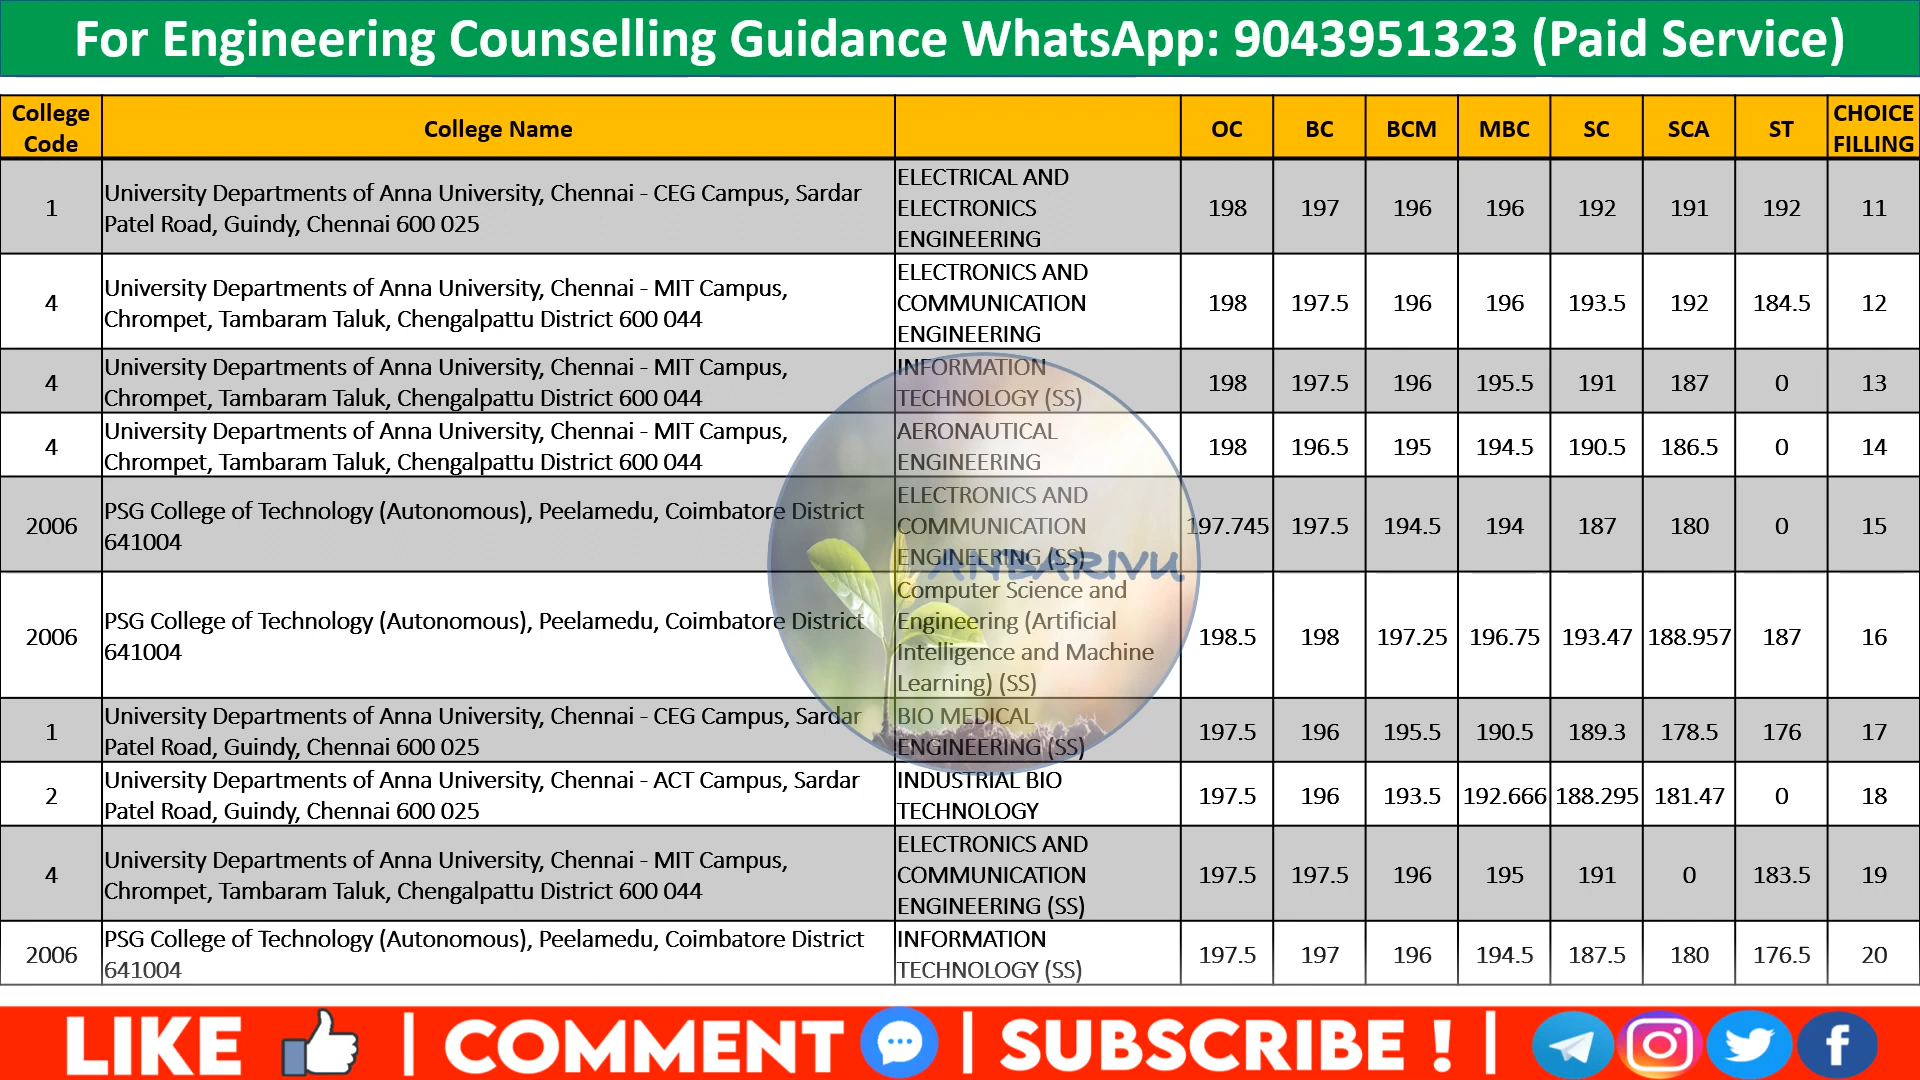 For Engineering Counselling Guidance WhatsApp: 9043951323 (Paid Service)
College Code | College Name | | OC | BC | BCM | MBC | SC | SCA | ST | CHOICE FILLING
1 | University Departments of Anna University, Chennai - CEG Campus, Sardar Patel Road, Guindy, Chennai 600 025 | ELECTRICAL AND ELECTRONICS ENGINEERING | 198 | 197 | 196 | 196 | 192 | 191 | 192 | 11
4 | University Departments of Anna University, Chennai - MIT Campus, Chrompet, Tambaram Taluk, Chengalpattu District 600 044 | ELECTRONICS AND COMMUNICATION ENGINEERING | 198 | 197.5 | 196 | 196 | 193.5 | 192 | 184.5 | 12
4 | University Departments of Anna University, Chennai - MIT Campus, Chrompet, Tambaram Taluk, Chengalpattu District 600 044 | INFORMATION TECHNOLOGY (SS) | 198 | 197.5 | 196 | 195.5 | 191 | 187 | 0 | 13
4 | University Departments of Anna University, Chennai - MIT Campus, Chrompet, Tambaram Taluk, Chengalpattu District 600 044 | AERONAUTICAL ENGINEERING | 198 | 196.5 | 195 | 194.5 | 190.5 | 186.5 | 0 | 14
2006 | PSG College of Technology (Autonomous), Peelamedu, Coimbatore District 641004 | ELECTRONICS AND COMMUNICATION ENGINEERING (SS) | 197.745 | 197.5 | 194.5 | 194 | 187 | 180 | 0 | 15
ANBARIVU
2006 | PSG College of Technology (Autonomous), Peelamedu, Coimbatore District 641004 | Computer Science and Engineering (Artificial Intelligence and Machine Learning) (SS) | 198.5 | 198 | 197.25 | 196.75 | 193.47 | 188.957 | 187 | 16
1 | University Departments of Anna University, Chennai - CEG Campus, Sardar Patel Road, Guindy, Chennai 600 025 | BIO MEDICAL ENGINEERING (SS) | 197.5 | 196 | 195.5 | 190.5 | 189.3 | 178.5 | 176 | 17
2 | University Departments of Anna University, Chennai - ACT Campus, Sardar Patel Road, Guindy, Chennai 600 025 | INDUSTRIAL BIO TECHNOLOGY | 197.5 | 196 | 193.5 | 192.666 | 188.295 | 181.47 | 0 | 18
4 | University Departments of Anna University, Chennai - MIT Campus, Chrompet, Tambaram Taluk, Chengalpattu District 600 044 | ELECTRONICS AND COMMUNICATION ENGINEERING (SS) | 197.5 | 197.5 | 196 | 195 | 191 | 0 | 183.5 | 19
2006 | PSG College of Technology (Autonomous), Peelamedu, Coimbatore District 641004 | INFORMATION TECHNOLOGY (SS) | 197.5 | 197 | 196 | 194.5 | 187.5 | 180 | 176.5 | 20
LIKE | COMMENT | SUBSCRIBE ! |